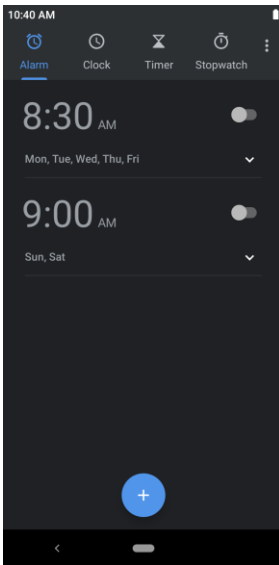 10:40 AM
Alarm Clock Timer Stopwatch
8:30 AM
Mon, Tue, Wed, Thu, Fri
9:00 AM
Sun, Sat